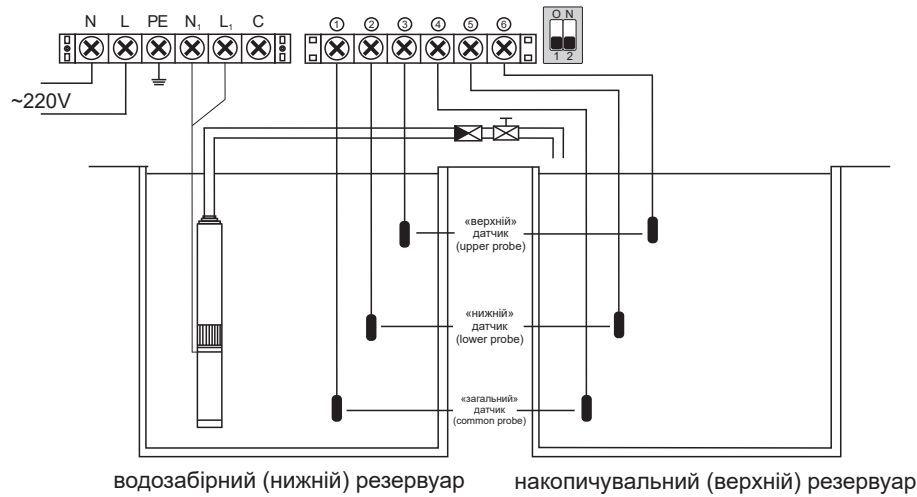 N L PE N₁ L₁ C
① ② ③ ④ ⑤ ⑥
ON
1 2
~220V
«верхній»
датчик
(upper probe)
«нижній»
датчик
(lower probe)
«загальний»
датчик
(common probe)
водозабірний (нижній) резервуар
накопичувальний (верхній) резервуар